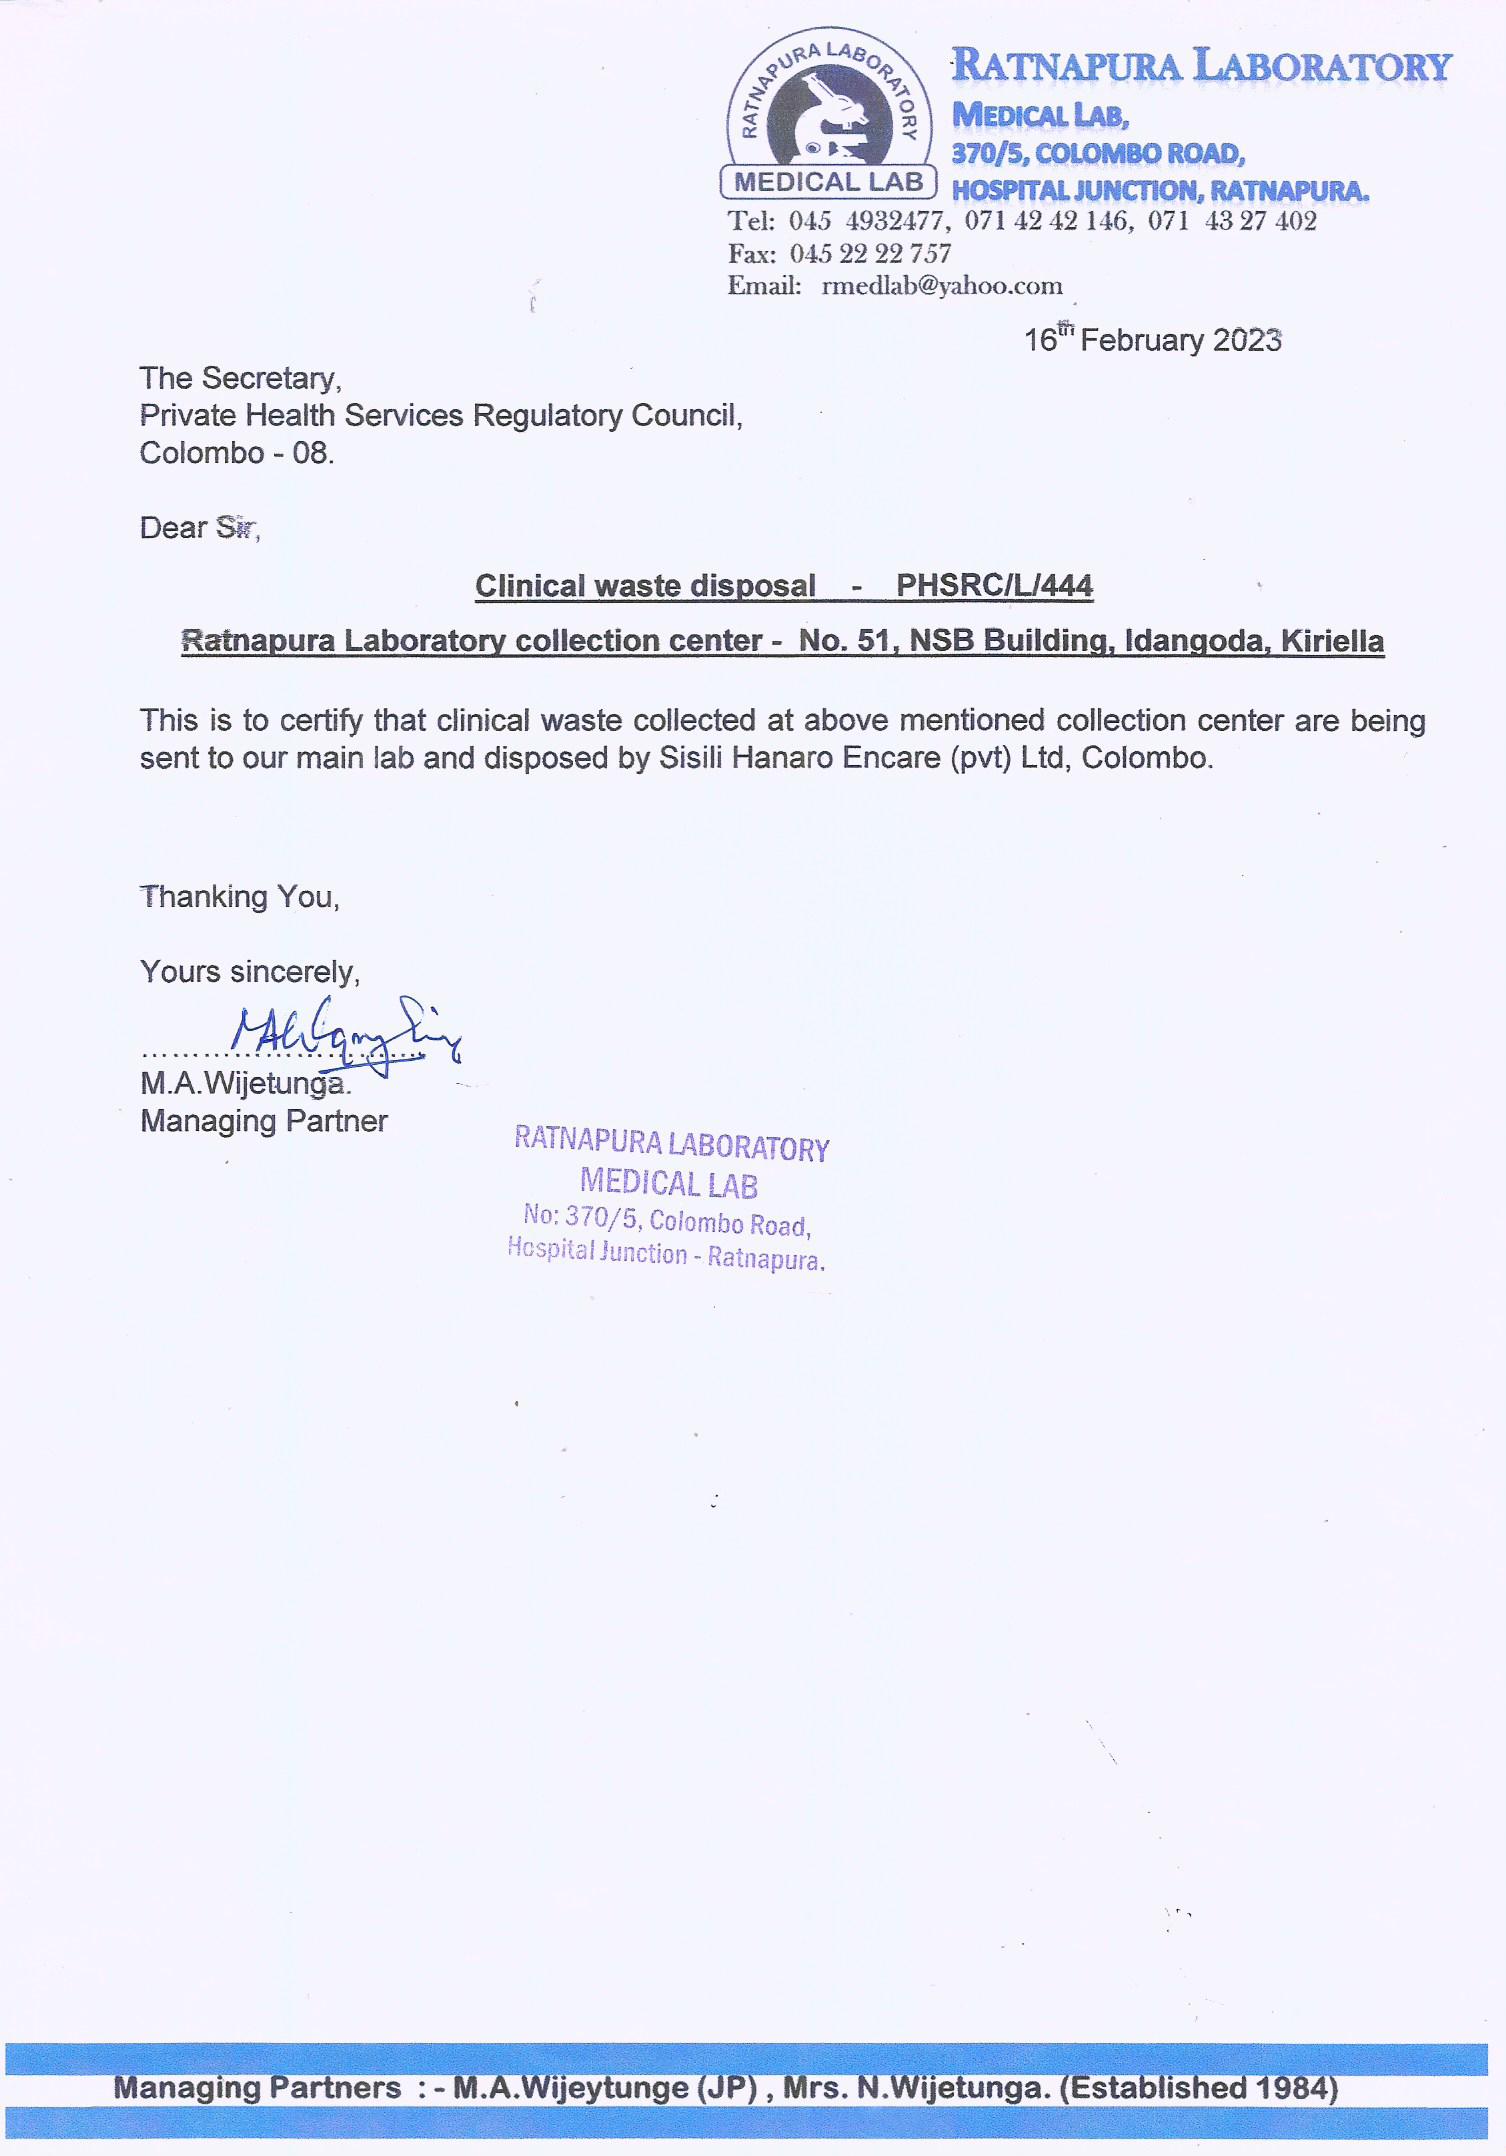 RATNAPURA LABORATORY
MEDICAL LAB
RATNAPURA LABORATORY
MEDICAL LAB,
370/5, COLOMBO ROAD,
HOSPITAL JUNCTION, RATNAPURA.
Tel: 045 4932477, 071 42 42 146, 071 43 27 402
Fax: 045 22 22 757
Email: rmedlab@yahoo.com
16th February 2023
The Secretary,
Private Health Services Regulatory Council,
Colombo - 08.
Dear Sir,
Clinical waste disposal - PHSRC/L/444
Ratnapura Laboratory collection center - No. 51, NSB Building, Idangoda, Kiriella
This is to certify that clinical waste collected at above mentioned collection center are being
sent to our main lab and disposed by Sisili Hanaro Encare (pvt) Ltd, Colombo.
Thanking You,
Yours sincerely,
M.A.Wijetunga.
Managing Partner
RATNAPURA LABORATORY
MEDICAL LAB
No: 370/5, Colombo Road,
Hospital Junction - Ratnapura.
Managing Partners : - M.A.Wijeytunge (JP) , Mrs. N.Wijetunga. (Established 1984)